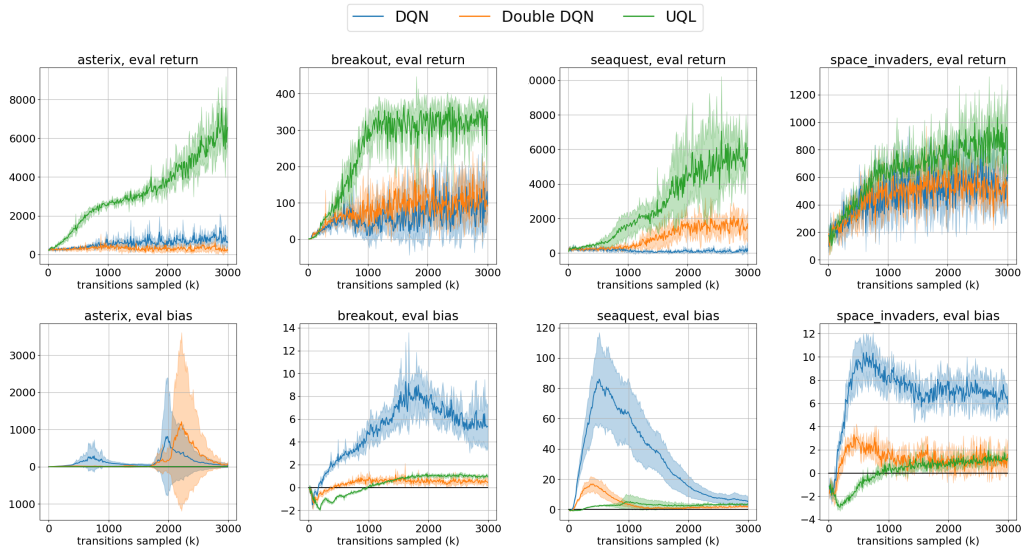 DQN Double DQN UQL
asterix, eval return
8000
6000
4000
2000
0
0 1000 2000 3000
transitions sampled (k)
breakout, eval return
400
300
200
100
0
0 1000 2000 3000
transitions sampled (k)
seaquest, eval return
0000
8000
6000
4000
2000
0
0 1000 2000 3000
transitions sampled (k)
space_invaders, eval return
1200
1000
800
600
400
200
0
0 1000 2000 3000
transitions sampled (k)
asterix, eval bias
3000
2000
1000
0
1000
0 1000 2000 3000
transitions sampled (k)
breakout, eval bias
14
12
10
8
6
4
2
0
−2
0 1000 2000 3000
transitions sampled (k)
seaquest, eval bias
120
100
80
60
40
20
0
0 1000 2000 3000
transitions sampled (k)
space_invaders, eval bias
12
10
8
6
4
2
0
−2
−4
0 1000 2000 3000
transitions sampled (k)